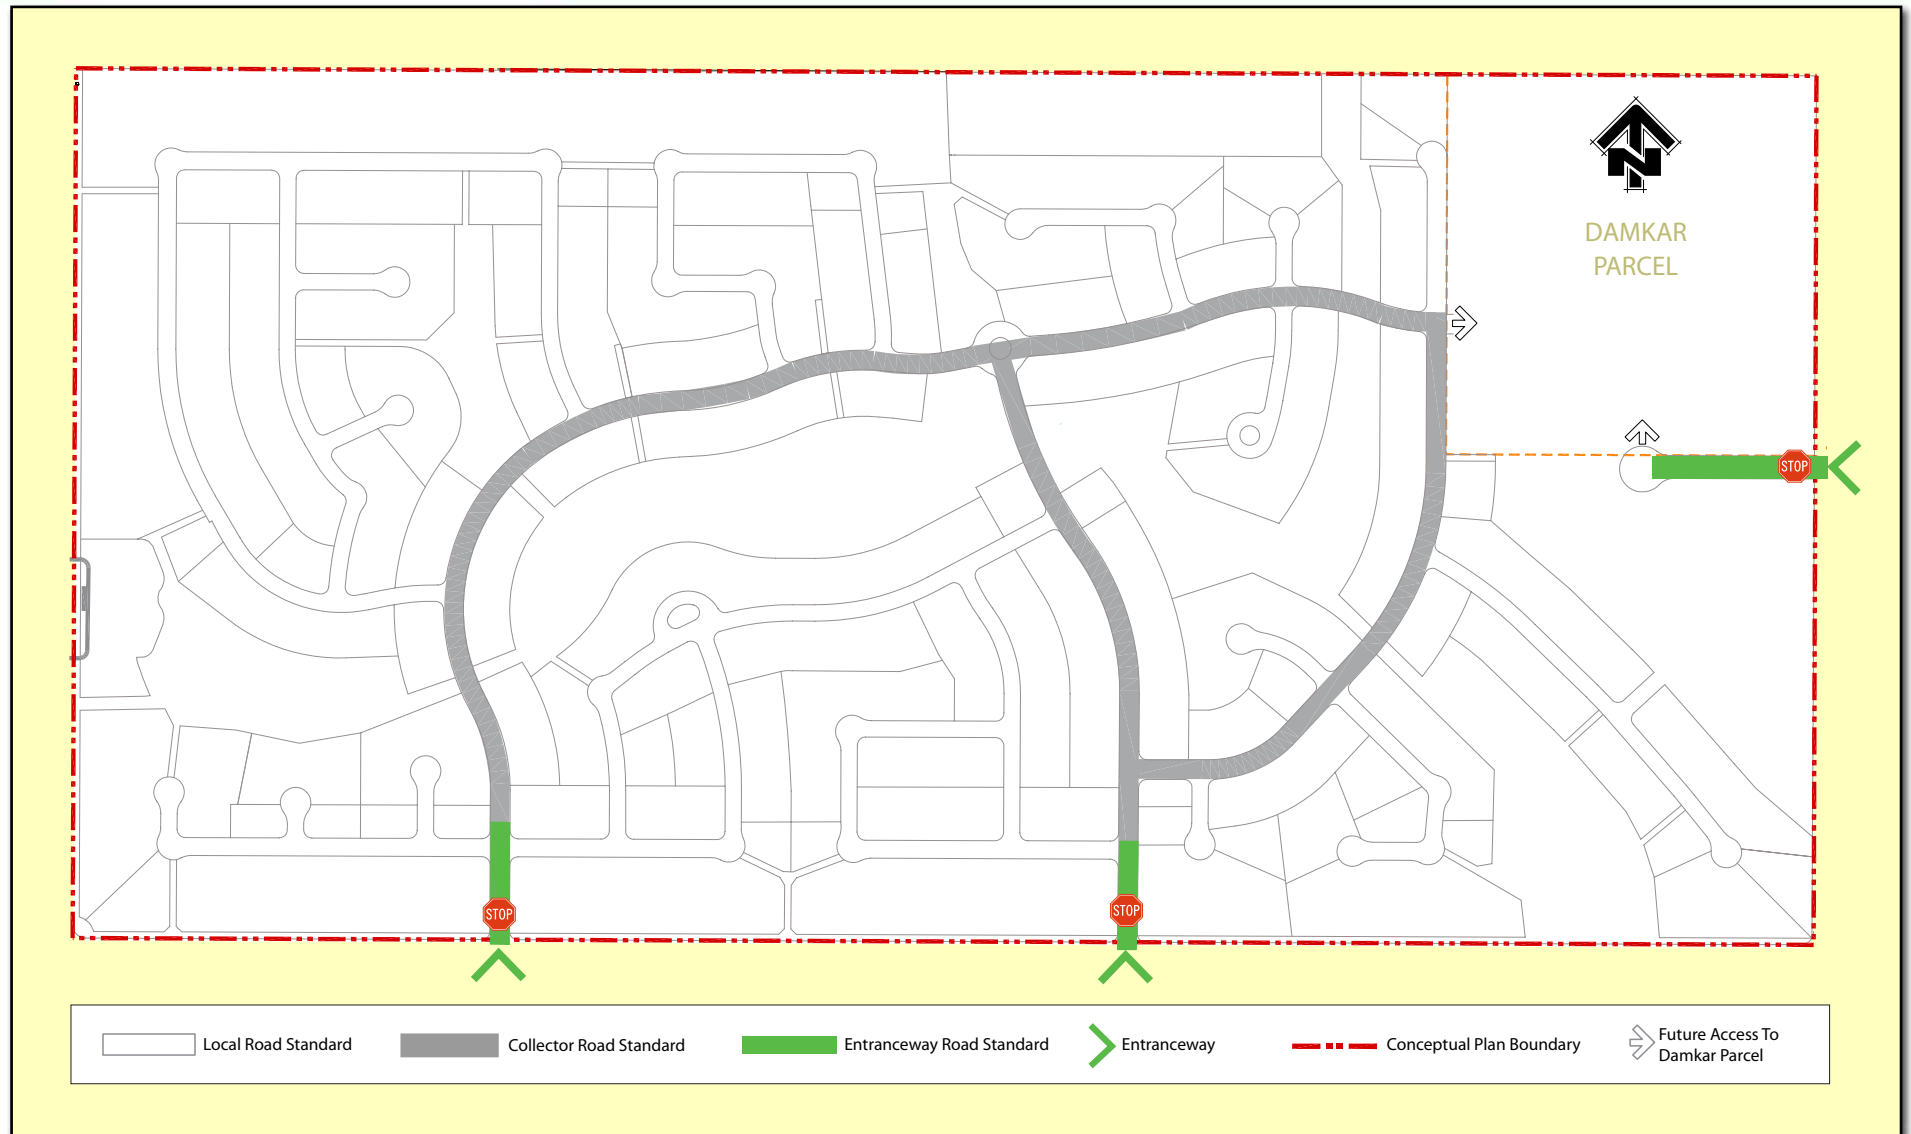 N
DAMKAR
PARCEL
STOP
STOP
STOP
Local Road Standard
Collector Road Standard
Entranceway Road Standard
Entranceway
Conceptual Plan Boundary
Future Access To
Damkar Parcel